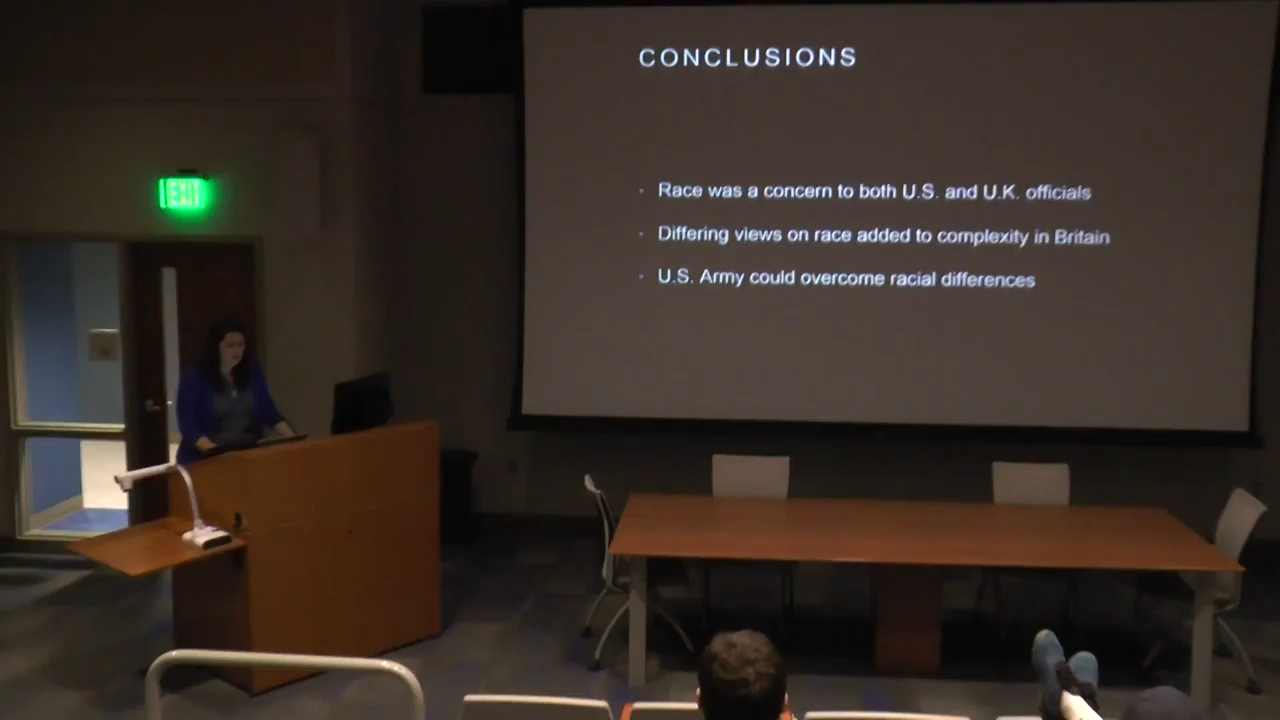 CONCLUSIONS
EXIT
Race was a concern to both U.S. and U.K. officials
Differing views on race added to complexity in Britain
U.S. Army could overcome racial differences